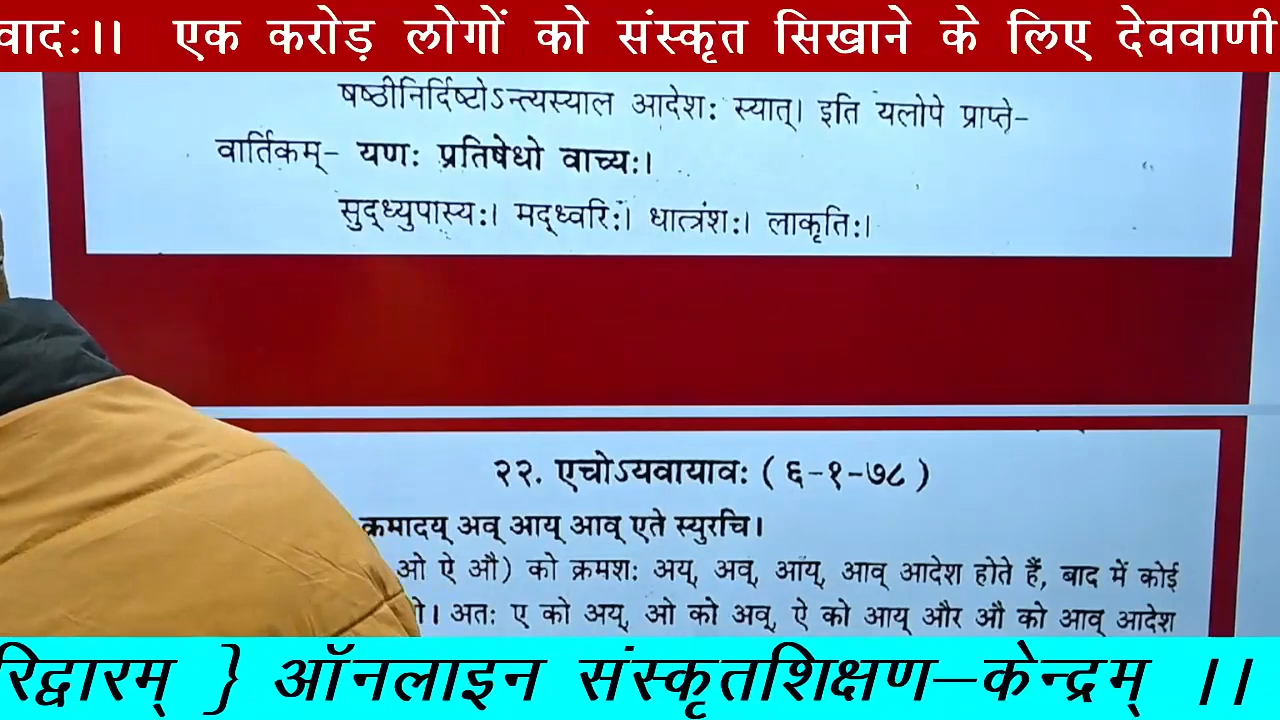 वादः।। एक करोड़ लोगों को संस्कृत सिखाने के लिए देववाणी
षष्ठीनिर्दिष्टोऽन्त्यस्याल आदेशः स्यात्। इति यलोपे प्राप्ते-
वार्तिकम्- यणः प्रतिषेधो वाच्यः।
सुद्ध्युपास्यः। मद्ध्वरिः। धात्त्रंशः। लाकृतिः।
२२. एचोऽयवायावः ( ६-१-७८ )
क्रमादय् अव् आय् आव् एते स्युरचि।
ओ ऐ औ) को क्रमशः अय्, अव्, आय्, आव् आदेश होते हैं, बाद में कोई
अतः ए को अय्, ओ को अव्, ऐ को आय् और औ को आव् आदेश
रिद्वारम् } ऑनलाइन संस्कृतशिक्षण-केन्द्रम् ।।